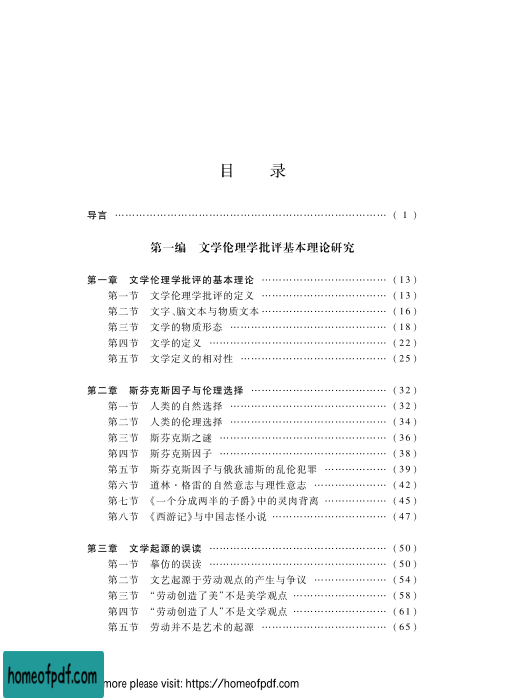 目 录
导言 …………………………………………………………………… ( 1 )
第一编 文学伦理学批评基本理论研究
第一章 文学伦理学批评的基本理论 ……………………………… (13)
第一节 文学伦理学批评的定义 ……………………………… (13)
第二节 文字、脑文本与物质文本……………………………… (16)
第三节 文学的物质形态 ……………………………………… (18)
第四节 文学的定义 …………………………………………… (22)
第五节 文学定义的相对性 …………………………………… (25)
第二章 斯芬克斯因子与伦理选择 ………………………………… (32)
第一节 人类的自然选择 ……………………………………… (32)
第二节 人类的伦理选择 ……………………………………… (34)
第三节 斯芬克斯之谜 ………………………………………… (36)
第四节 斯芬克斯因子 ………………………………………… (38)
第五节 斯芬克斯因子与俄狄浦斯的乱伦犯罪 ……………… (39)
第六节 道林·格雷的自然意志与理性意志 ………………… (42)
第七节 《一个分成两半的子爵》中的灵肉背离 ……………… (45)
第八节 《西游记》与中国志怪小说 …………………………… (47)
第三章 文学起源的误读 …………………………………………… (50)
第一节 摹仿的误读 …………………………………………… (50)
第二节 文艺起源于劳动观点的产生与争议 ………………… (54)
第三节 “劳动创造了美”不是美学观点 ……………………… (58)
第四节 “劳动创造了人”不是文学观点 ……………………… (61)
第五节 劳动并不是艺术的起源 ……………………………… (65)
homeofpdf.com
more please visit: https://homeofpdf.com